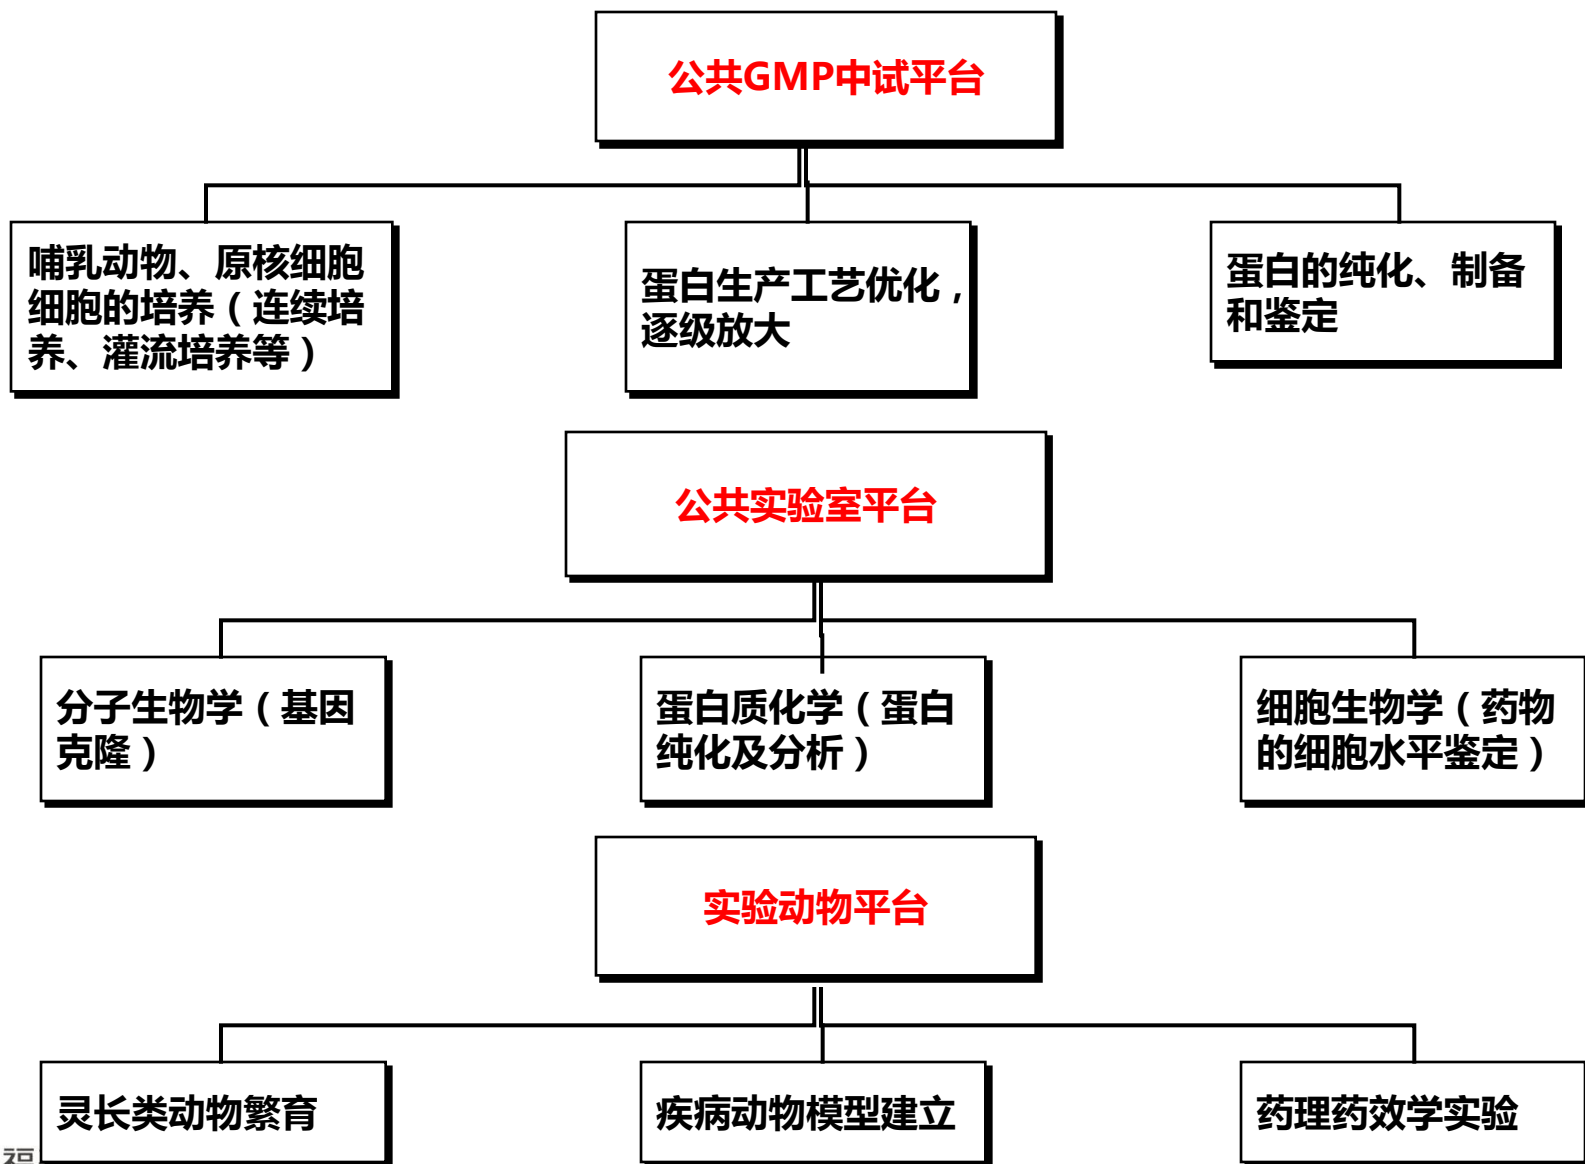 公共GMP中试平台
哺乳动物、原核细胞
细胞的培养（连续培
养、灌流培养等）
蛋白生产工艺优化，
逐级放大
蛋白的纯化、制备
和鉴定
公共实验室平台
分子生物学（基因
克隆）
蛋白质化学（蛋白
纯化及分析）
细胞生物学（药物
的细胞水平鉴定）
实验动物平台
灵长类动物繁育
疾病动物模型建立
药理药效学实验